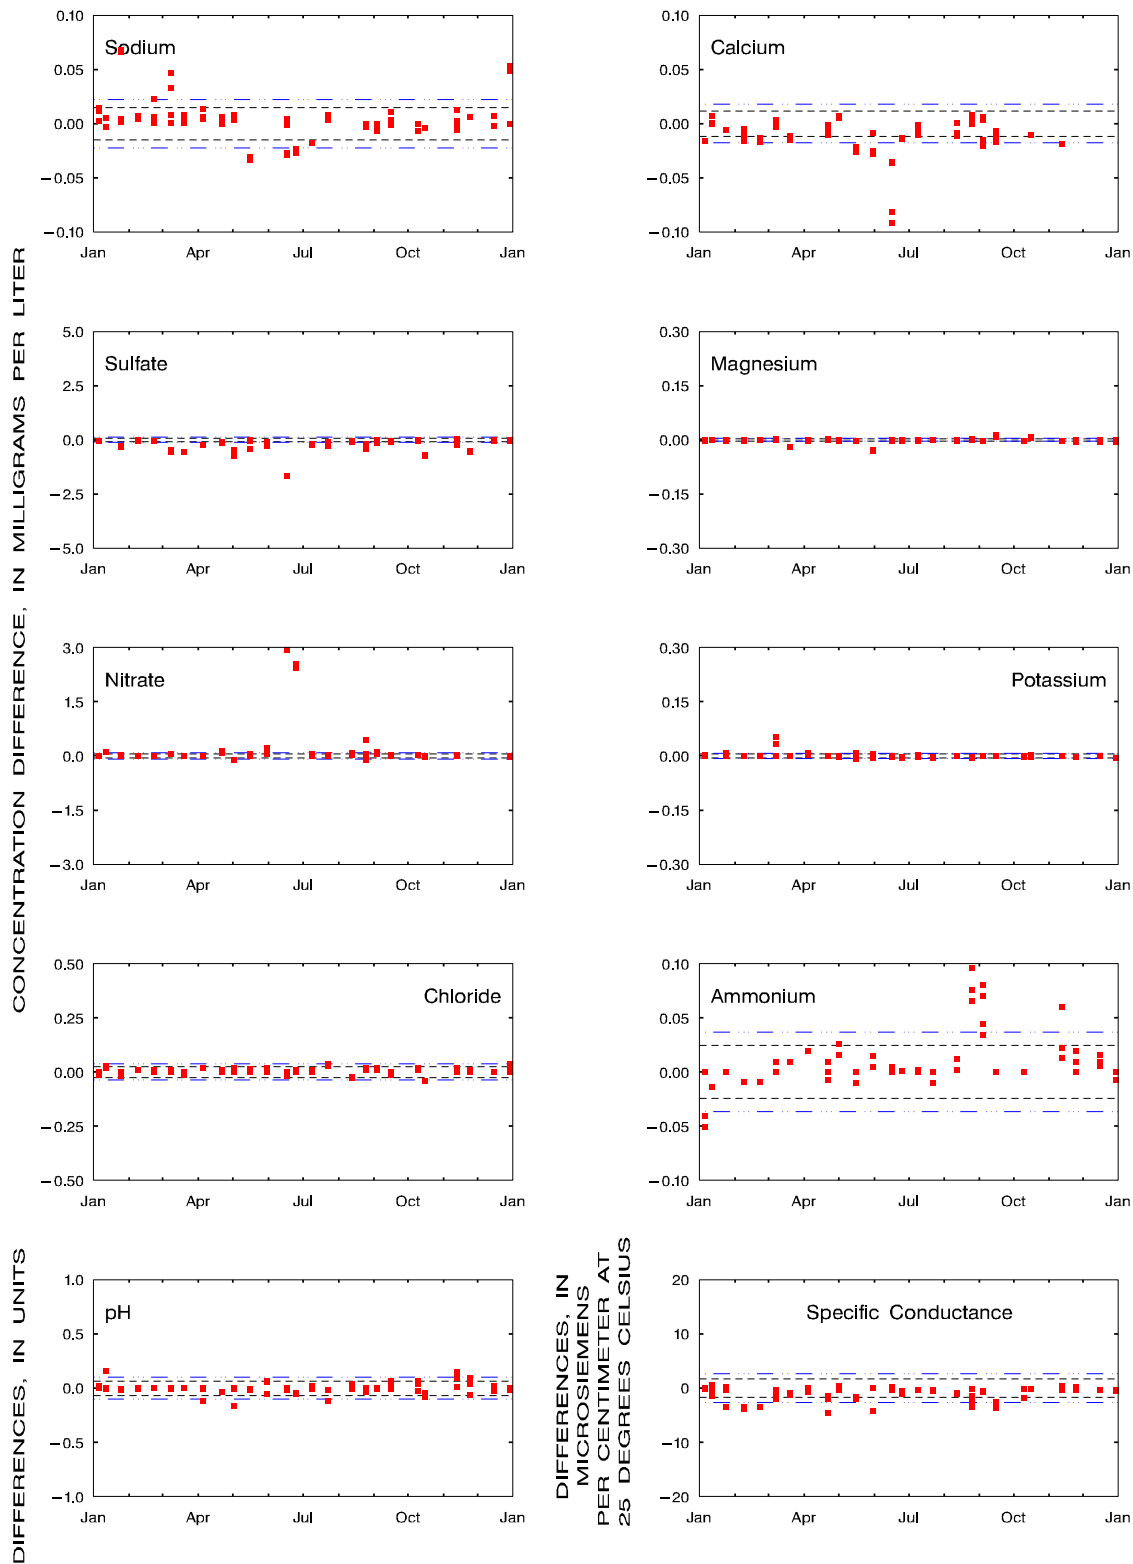 CONCENTRATION DIFFERENCE, IN MILLIGRAMS PER LITER
Sodium
0.10
0.05
0.00
−0.05
−0.10
Jan Apr Jul Oct Jan
Calcium
0.10
0.05
0.00
−0.05
−0.10
Jan Apr Jul Oct Jan
Sulfate
5.0
2.5
0.0
−2.5
−5.0
Jan Apr Jul Oct Jan
Magnesium
0.30
0.15
0.00
−0.15
−0.30
Jan Apr Jul Oct Jan
Nitrate
3.0
1.5
0.0
−1.5
−3.0
Jan Apr Jul Oct Jan
Potassium
0.30
0.15
0.00
−0.15
−0.30
Jan Apr Jul Oct Jan
Chloride
0.50
0.25
0.00
−0.25
−0.50
Jan Apr Jul Oct Jan
Ammonium
0.10
0.05
0.00
−0.05
−0.10
Jan Apr Jul Oct Jan
DIFFERENCES, IN UNITS
pH
1.0
0.5
0.0
−0.5
−1.0
Jan Apr Jul Oct Jan
DIFFERENCES, IN
MICROSIEMENS
PER CENTIMETER AT
25 DEGREES CELSIUS
Specific Conductance
20
10
0
−10
−20
Jan Apr Jul Oct Jan